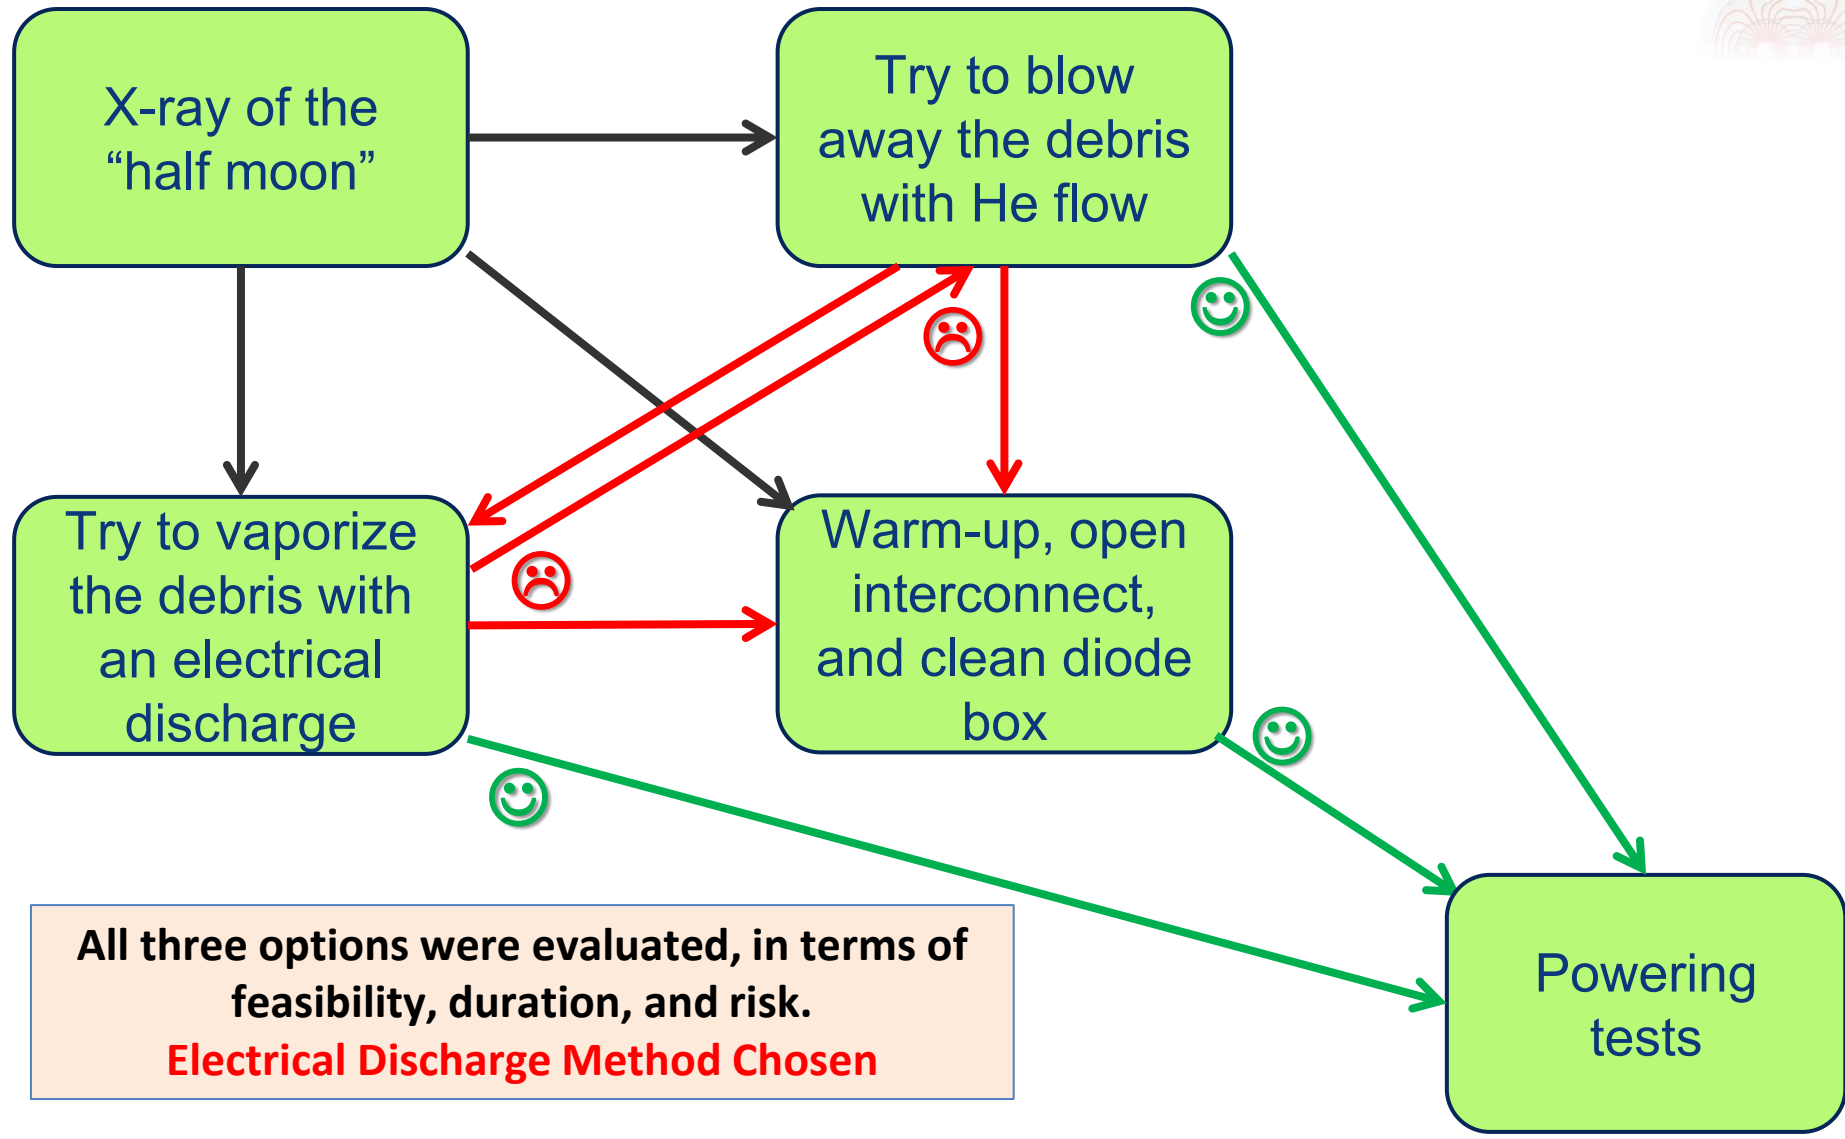 X-ray of the
“half moon”
Try to blow
away the debris
with He flow
Try to vaporize
the debris with
an electrical
discharge
Warm-up, open
interconnect,
and clean diode
box
All three options were evaluated, in terms of
feasibility, duration, and risk.
Electrical Discharge Method Chosen
Powering
tests